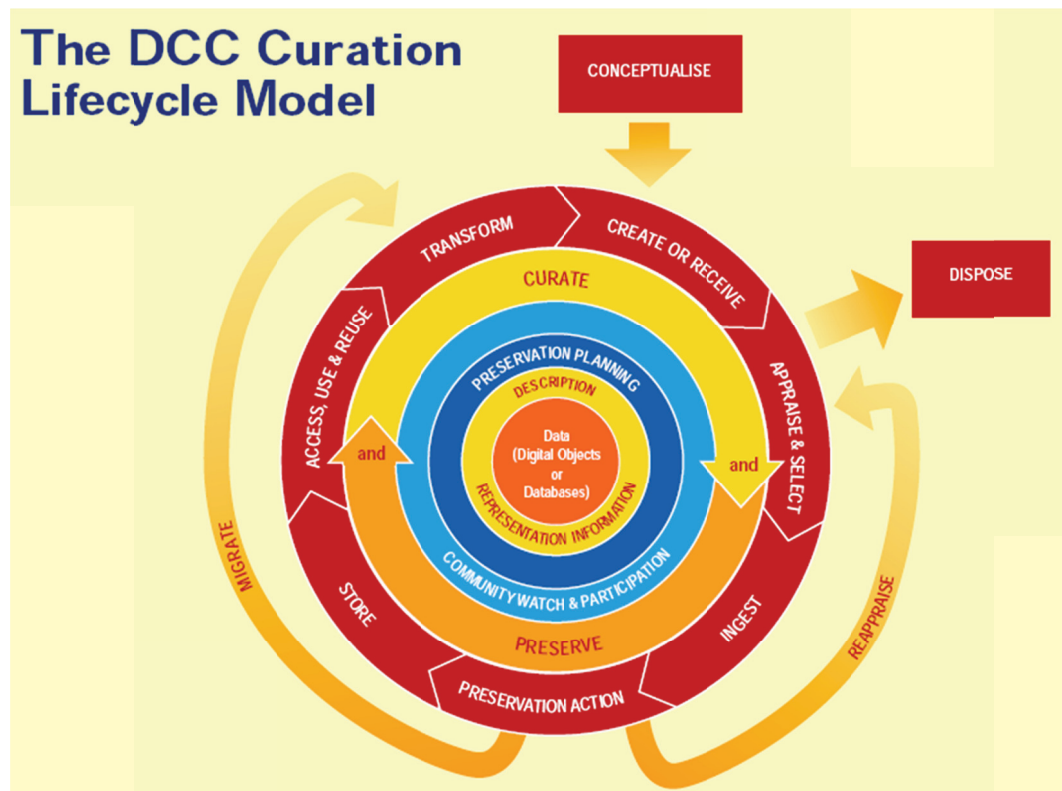 The DCC Curation
Lifecycle Model
CONCEPTUALISE
DISPOSE
TRANSFORM
CREATE OR RECEIVE
APPRAISE & SELECT
INGEST
PRESERVATION ACTION
STORE
ACCESS, USE & REUSE
CURATE
and
PRESERVE
and
PRESERVATION PLANNING
COMMUNITY WATCH & PARTICIPATION
DESCRIPTION
REPRESENTATION INFORMATION
Data
(Digital Objects
or
Databases)
MIGRATE
REAPPRAISE